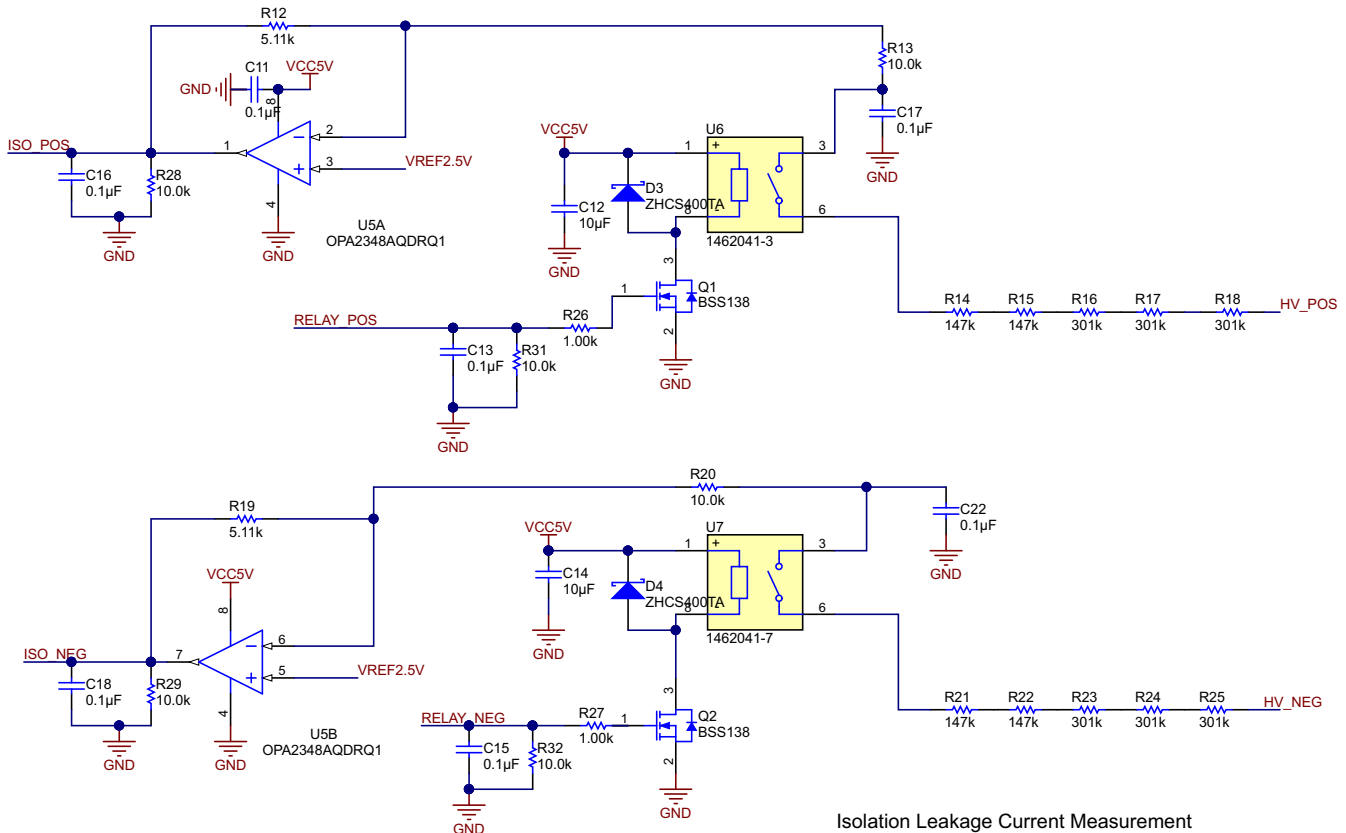 R12
5.11k
R13
10.0k
C11
0.1µF
VCC5V
GND
8
ISO_POS
1
2
3
VREF2.5V
4
C16
0.1µF
R28
10.0k
GND
GND
U5A
OPA2348AQDRQ1
VCC5V
C12
10µF
GND
D3
ZHCS400TA
U6
1
+
3
8
-
6
1462041-3
C17
0.1µF
GND
3
1
2
Q1
BSS138
GND
RELAY_POS
R26
1.00k
C13
0.1µF
R31
10.0k
GND
R14
147k
R15
147k
R16
301k
R17
301k
R18
301k
HV_POS
R19
5.11k
R20
10.0k
C22
0.1µF
GND
VCC5V
8
ISO_NEG
7
6
5
VREF2.5V
4
C18
0.1µF
R29
10.0k
GND
GND
U5B
OPA2348AQDRQ1
VCC5V
C14
10µF
GND
D4
ZHCS400TA
U7
1
+
3
8
-
6
1462041-7
3
1
2
Q2
BSS138
GND
RELAY_NEG
R27
1.00k
C15
0.1µF
R32
10.0k
GND
R21
147k
R22
147k
R23
301k
R24
301k
R25
301k
HV_NEG
Isolation Leakage Current Measurement